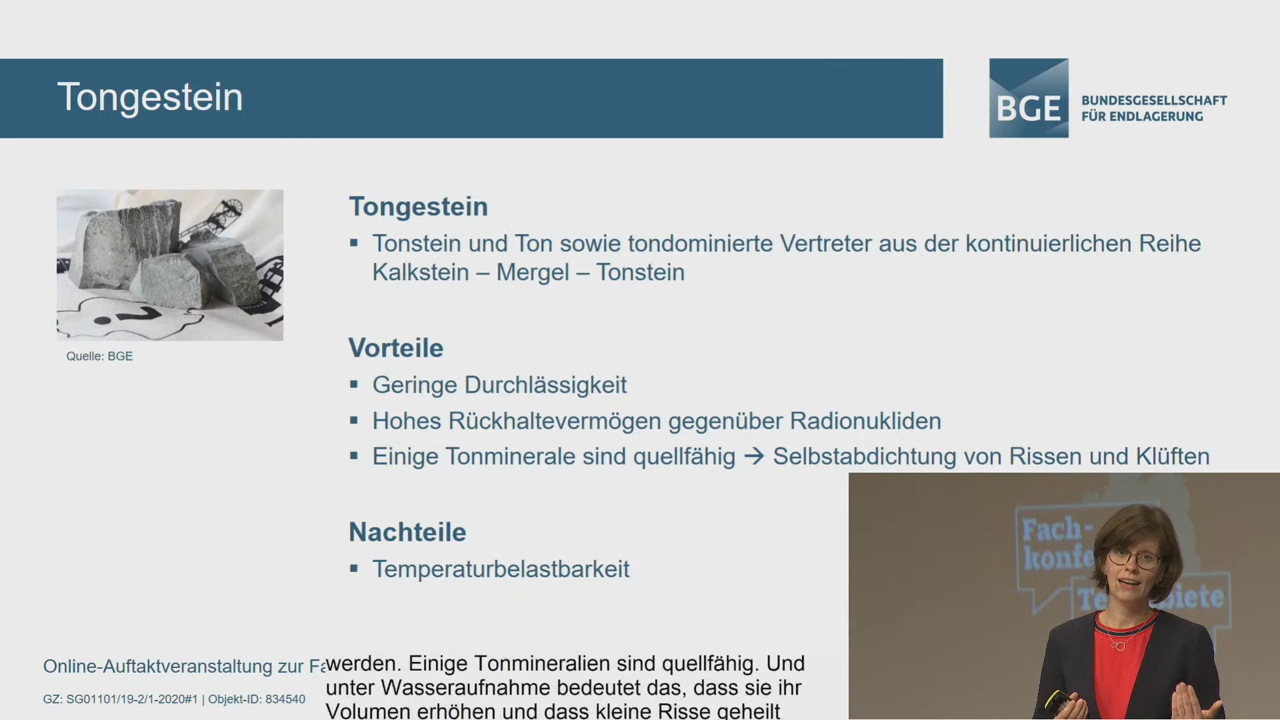 Tongestein
BGE
BUNDESGESELLSCHAFT
FÜR ENDLAGERUNG
Tongestein
▪ Tonstein und Ton sowie tondominierte Vertreter aus der kontinuierlichen Reihe
Kalkstein – Mergel – Tonstein
Quelle: BGE
Vorteile
▪ Geringe Durchlässigkeit
▪ Hohes Rückhaltevermögen gegenüber Radionukliden
▪ Einige Tonminerale sind quellfähig → Selbstabdichtung von Rissen und Klüften
Nachteile
▪ Temperaturbelastbarkeit
Fach-
konfe
Te
biete
Online-Auftaktveranstaltung zur Fa
GZ: SG01101/19-2/1-2020#1 | Objekt-ID: 834540
werden. Einige Tonmineralien sind quellfähig. Und
unter Wasseraufnahme bedeutet das, dass sie ihr
Volumen erhöhen und dass kleine Risse geheilt